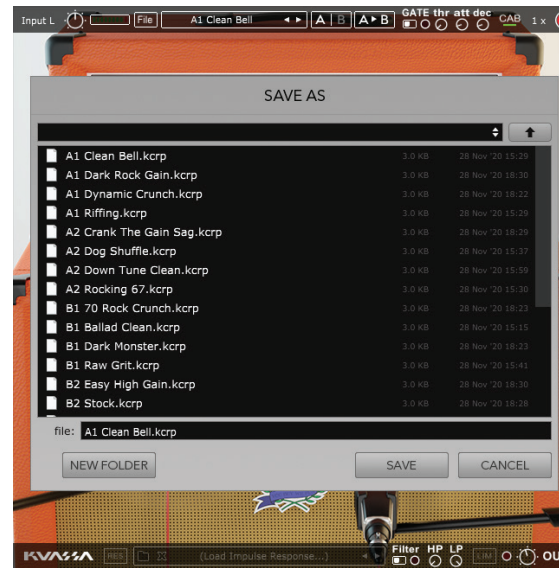 Input L File A1 Clean Bell A B A▸B GATE thr att dec CAB 1 x
SAVE AS
A1 Clean Bell.kcrp 3.0 KB 28 Nov '20 15:29
A1 Dark Rock Gain.kcrp 3.0 KB 28 Nov '20 18:30
A1 Dynamic Crunch.kcrp 3.0 KB 28 Nov '20 18:22
A1 Riffing.kcrp 3.0 KB 28 Nov '20 15:29
A2 Crank The Gain Sag.kcrp 3.0 KB 28 Nov '20 18:29
A2 Dog Shuffle.kcrp 3.0 KB 28 Nov '20 15:37
A2 Down Tune Clean.kcrp 3.0 KB 28 Nov '20 15:59
A2 Rocking 67.kcrp 3.0 KB 28 Nov '20 15:30
B1 70 Rock Crunch.kcrp 3.0 KB 28 Nov '20 18:23
B1 Ballad Clean.kcrp 3.0 KB 28 Nov '20 15:15
B1 Dark Monster.kcrp 3.0 KB 28 Nov '20 18:23
B1 Raw Grit.kcrp 3.0 KB 28 Nov '20 15:41
B2 Easy High Gain.kcrp 3.0 KB 28 Nov '20 18:30
B2 Stock.kcrp 3.0 KB 28 Nov '20 18:28
file: A1 Clean Bell.kcrp
NEW FOLDER SAVE CANCEL
KVASSA RES (Load Impulse Response...) Filter HP LP LIM OU